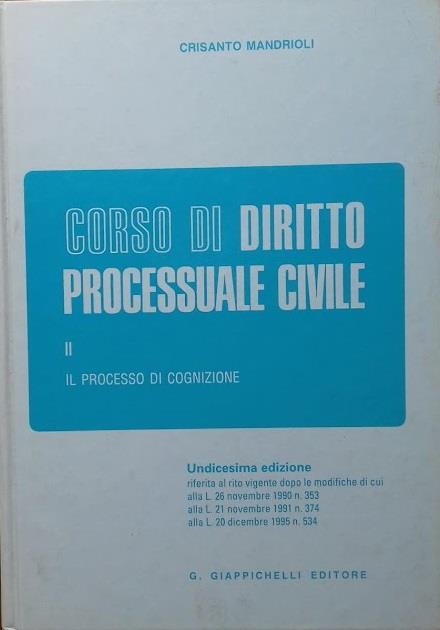 CRISANTO MANDRIOLI
CORSO DI DIRITTO
PROCESSUALE CIVILE
II
IL PROCESSO DI COGNIZIONE
Undicesima edizione
riferita al rito vigente dopo le modifiche di cui
alla L. 26 novembre 1990 n. 353
alla L. 21 novembre 1991 n. 374
alla L. 20 dicembre 1995 n. 534
G. GIAPPICHELLI EDITORE